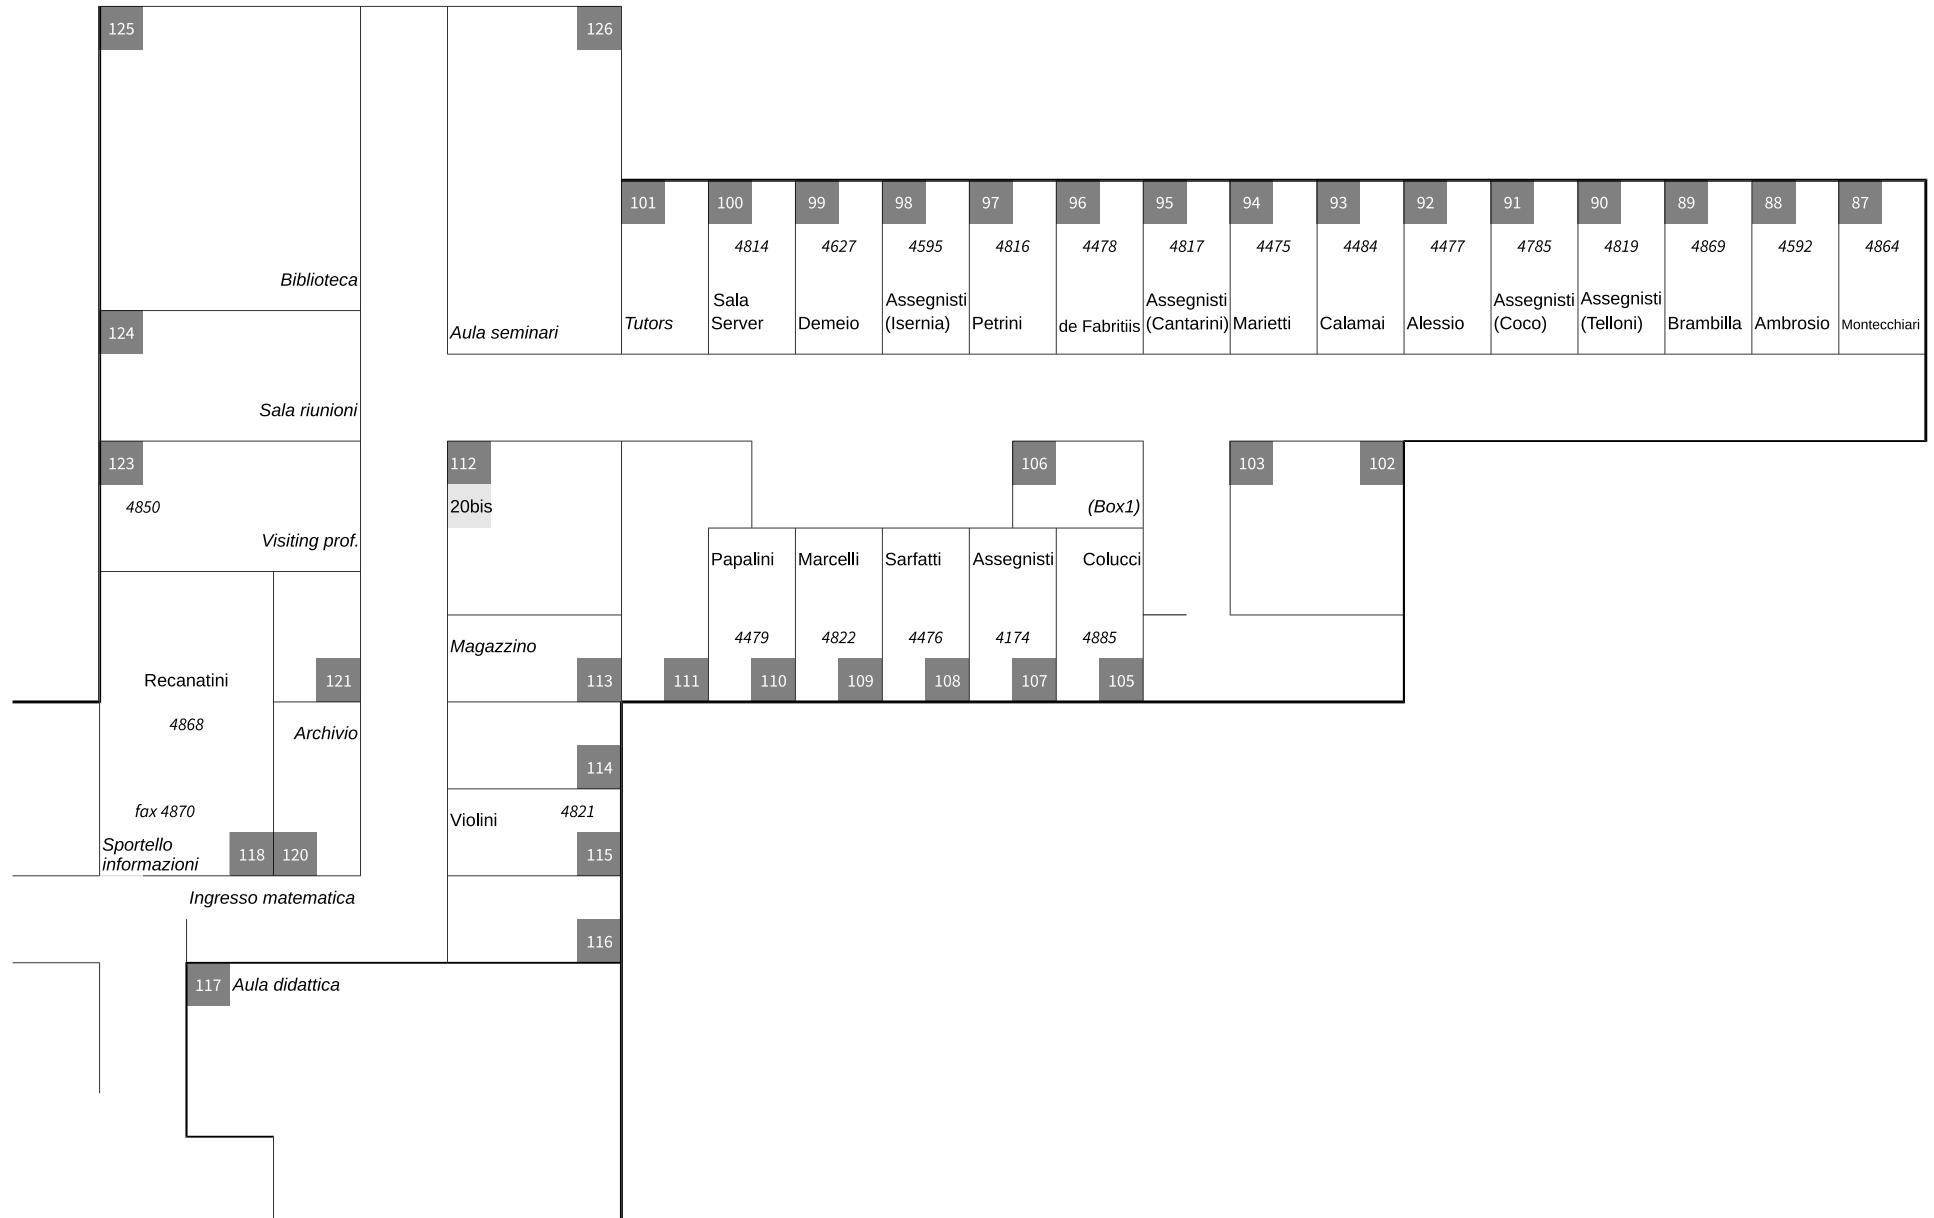 125
126
101
100
99
98
97
96
95
94
93
92
91
90
89
88
87
4814
4627
4595
4816
4478
4817
4475
4484
4477
4785
4819
4869
4592
4864
Biblioteca
Aula seminari
Tutors
Sala
Server
Demeio
Assegnisti
(Isernia)
Petrini
de Fabritiis
Assegnisti
(Cantarini)
Marietti
Calamai
Alessio
Assegnisti
(Coco)
Assegnisti
(Telloni)
Brambilla
Ambrosio
Montecchiari
124
Sala riunioni
123
4850
Visiting prof.
112
20bis
106
(Box1)
103
102
Papalini
Marcelli
Sarfatti
Assegnisti
Colucci
4479
4822
4476
4174
4885
Magazzino
113
111
110
109
108
107
105
Recanatini
4868
121
Archivio
114
fax 4870
Violini
4821
Sportello
informazioni
118
120
115
Ingresso matematica
116
117
Aula didattica